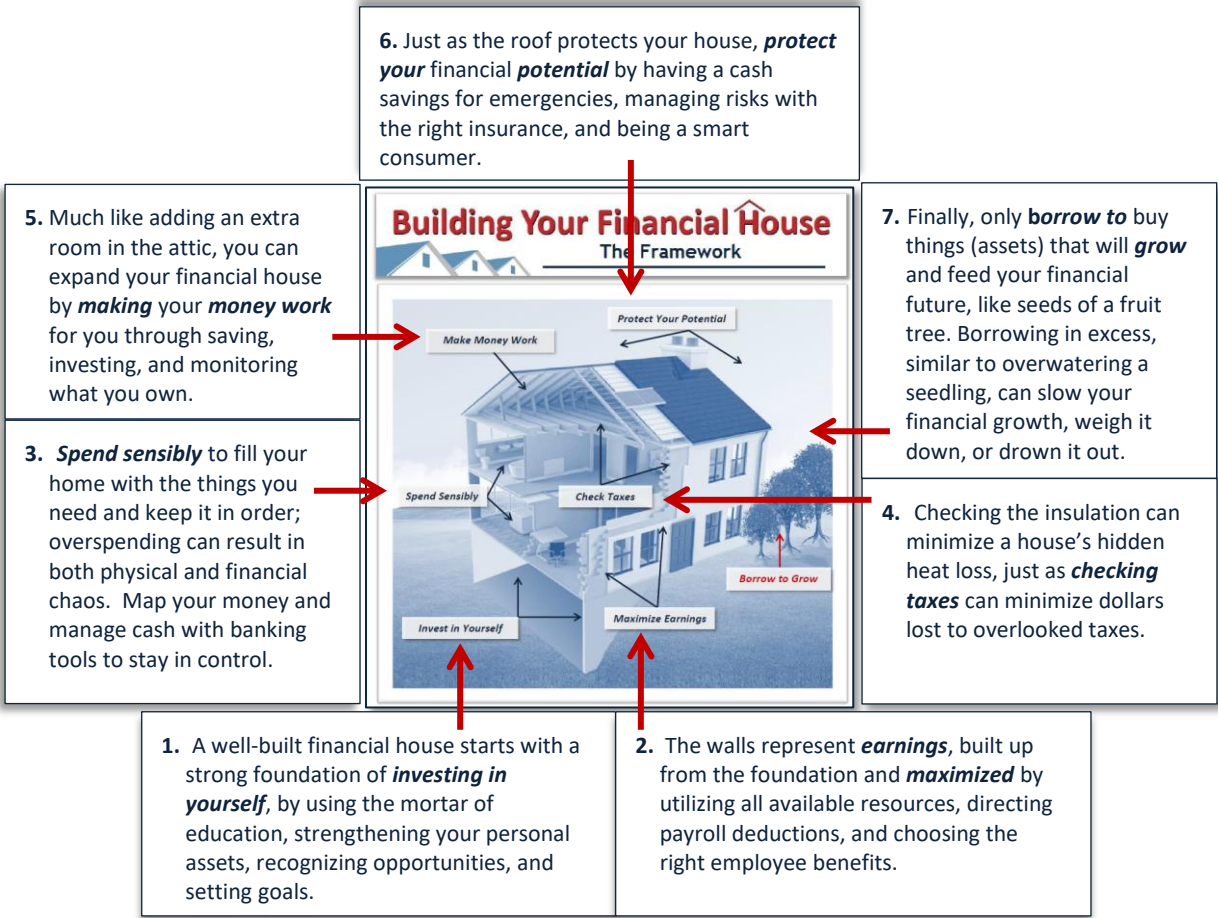 6. Just as the roof protects your house, protect
your financial potential by having a cash
savings for emergencies, managing risks with
the right insurance, and being a smart
consumer.
5. Much like adding an extra
room in the attic, you can
expand your financial house
by making your money work
for you through saving,
investing, and monitoring
what you own.
Building Your Financial House
The Framework
7. Finally, only borrow to buy
things (assets) that will grow
and feed your financial
future, like seeds of a fruit
tree. Borrowing in excess,
similar to overwatering a
seedling, can slow your
financial growth, weigh it
down, or drown it out.
Protect Your Potential
Make Money Work
Spend Sensibly
Check Taxes
Borrow to Grow
Maximize Earnings
Invest in Yourself
3. Spend sensibly to fill your
home with the things you
need and keep it in order;
overspending can result in
both physical and financial
chaos. Map your money and
manage cash with banking
tools to stay in control.
4. Checking the insulation can
minimize a house's hidden
heat loss, just as checking
taxes can minimize dollars
lost to overlooked taxes.
1. A well-built financial house starts with a
strong foundation of investing in
yourself, by using the mortar of
education, strengthening your personal
assets, recognizing opportunities, and
setting goals.
2. The walls represent earnings, built up
from the foundation and maximized by
utilizing all available resources, directing
payroll deductions, and choosing the
right employee benefits.